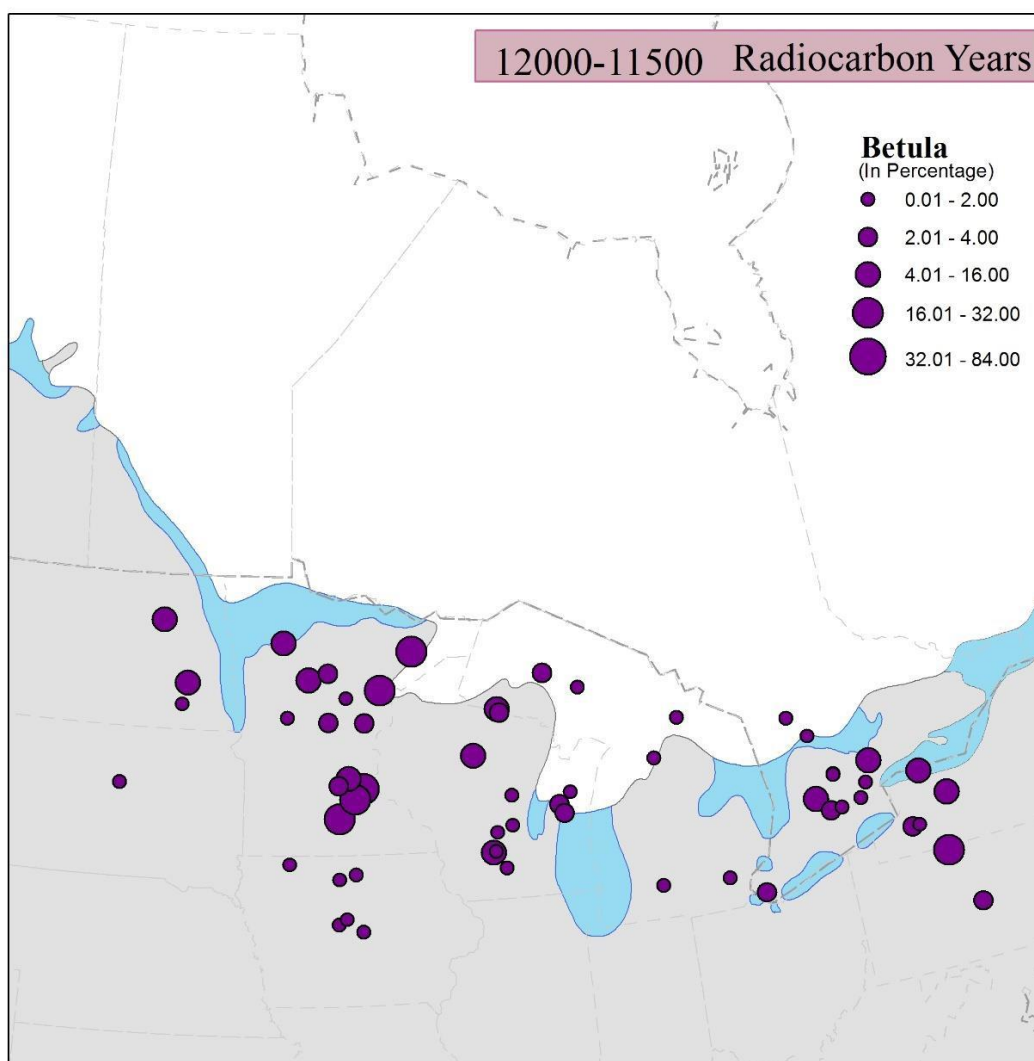 12000-11500 Radiocarbon Years
Betula
(In Percentage)
0.01 - 2.00
2.01 - 4.00
4.01 - 16.00
16.01 - 32.00
32.01 - 84.00